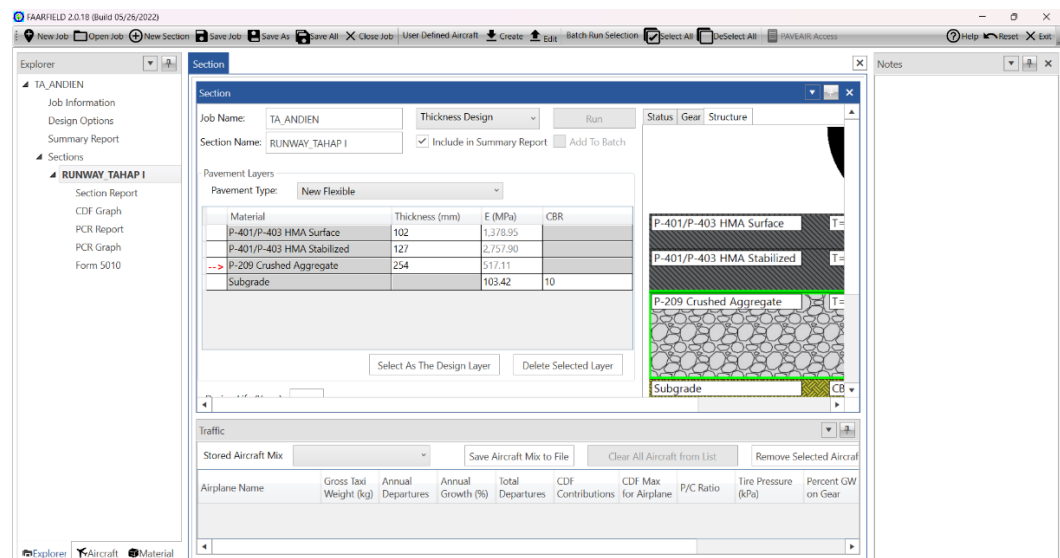 FAARFIELD 2.0.18 (Build 05/26/2022)
New Job Open Job New Section Save Job Save As Save All Close Job User Defined Aircraft Create Edit Batch Run Selection Select All DeSelect All PAVEAIR Access Help Reset Exit
Explorer
TA_ANDIEN
Job Information
Design Options
Summary Report
Sections
RUNWAY_TAHAP I
Section Report
CDF Graph
PCR Report
PCR Graph
Form 5010
Explorer Aircraft Material
Section
Section
Job Name: TA_ANDIEN Thickness Design Run
Section Name: RUNWAY_TAHAP I Include in Summary Report Add To Batch
Pavement Layers
Pavement Type: New Flexible
Material Thickness (mm) E (MPa) CBR
P-401/P-403 HMA Surface 102 1,378.95
P-401/P-403 HMA Stabilized 127 2,757.90
--> P-209 Crushed Aggregate 254 517.11
Subgrade 103.42 10
Select As The Design Layer Delete Selected Layer
Status Gear Structure
P-401/P-403 HMA Surface T=
P-401/P-403 HMA Stabilized T=
P-209 Crushed Aggregate T=
Subgrade CB
Traffic
Stored Aircraft Mix Save Aircraft Mix to File Clear All Aircraft from List Remove Selected Aircraf
Airplane Name Gross Taxi Weight (kg) Annual Departures Annual Growth (%) Total Departures CDF Contributions CDF Max for Airplane P/C Ratio Tire Pressure (kPa) Percent GW on Gear
Notes